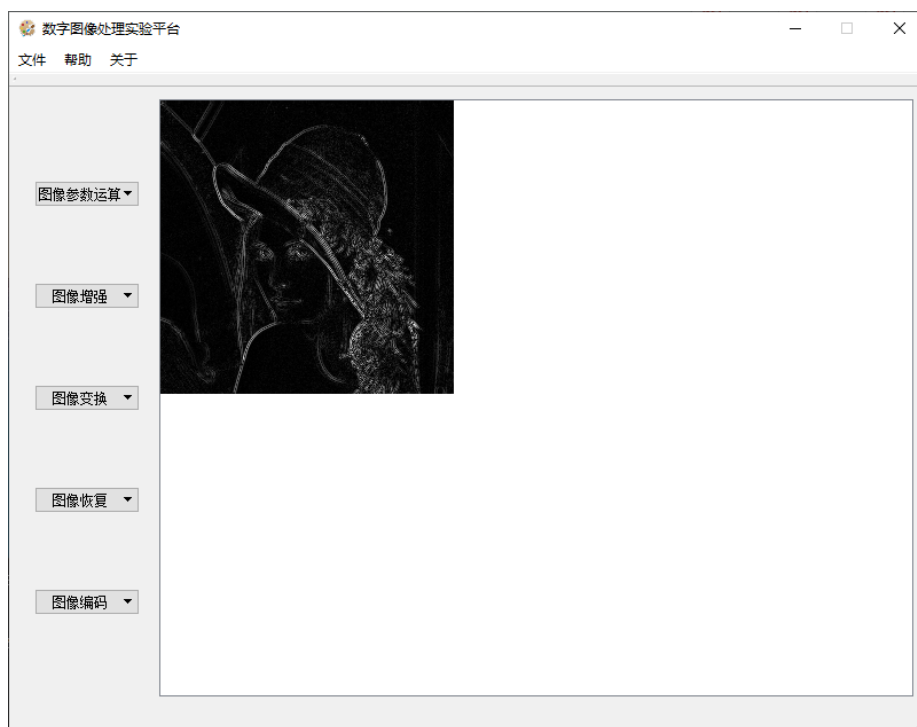 数字图像处理实验平台
文件 帮助 关于
图像参数运算
图像增强
图像变换
图像恢复
图像编码